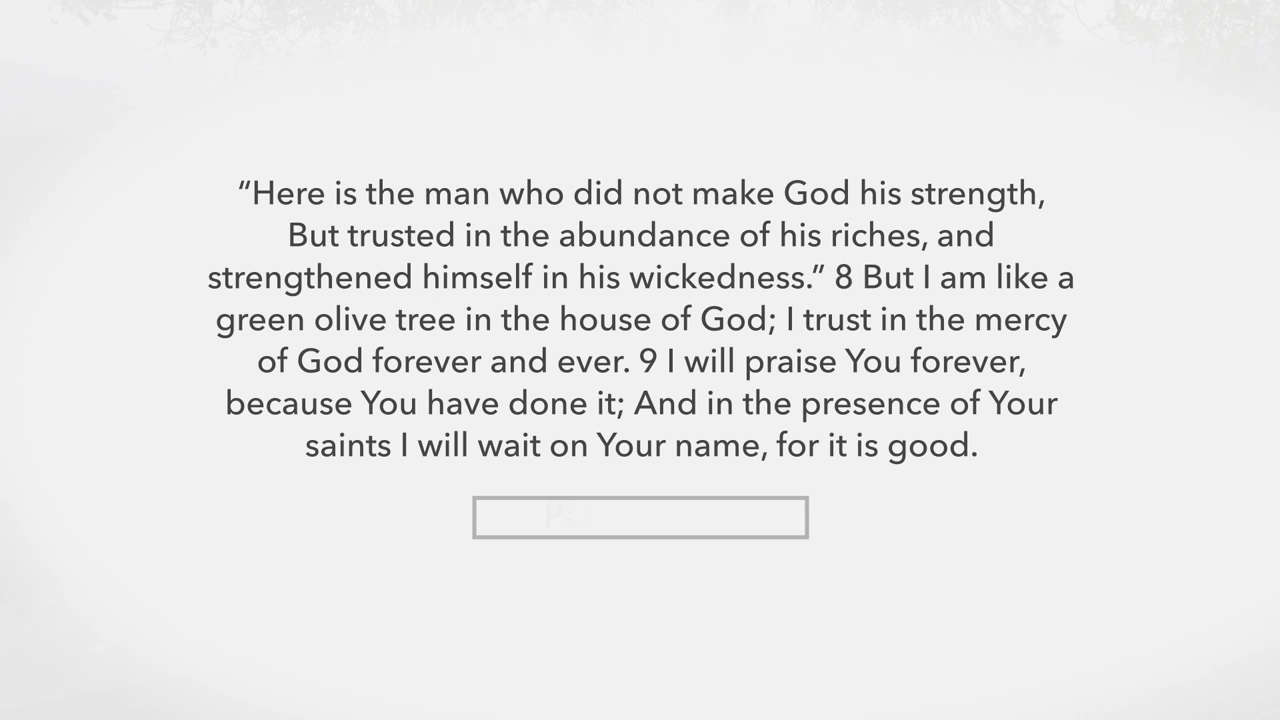 “Here is the man who did not make God his strength,
But trusted in the abundance of his riches, and
strengthened himself in his wickedness.” 8 But I am like a
green olive tree in the house of God; I trust in the mercy
of God forever and ever. 9 I will praise You forever,
because You have done it; And in the presence of Your
saints I will wait on Your name, for it is good.